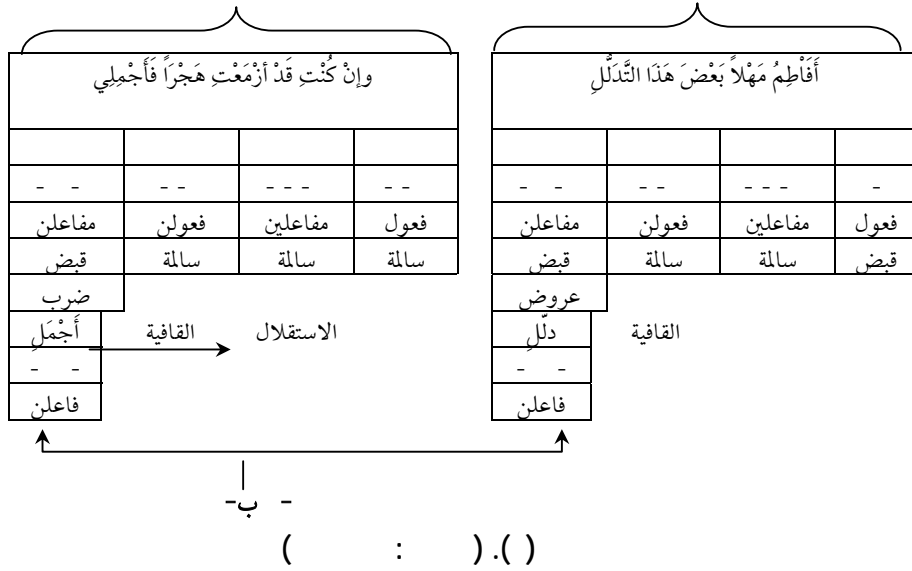 أَفَاْطِمُ مَهْلاً بَعْضَ هَذَا التَّدَلُّلِ وإنْ كُنْتِ قَدْ أزْمَعْتِ هَجْرَاً فَأَجْمِلِي
- - - - - - - - - - - - - - - - -
فعول مفاعلين فعولن مفاعلن فعول مفاعلين فعولن مفاعلن
قبض سالمة سالمة قبض سالمة سالمة سالمة قبض
عروض ضرب
القافية دلّلِ الاستقلال القافية أَجْمَلِ
- - - -
فاعلن فاعلن
- ب-
( ). ( : )